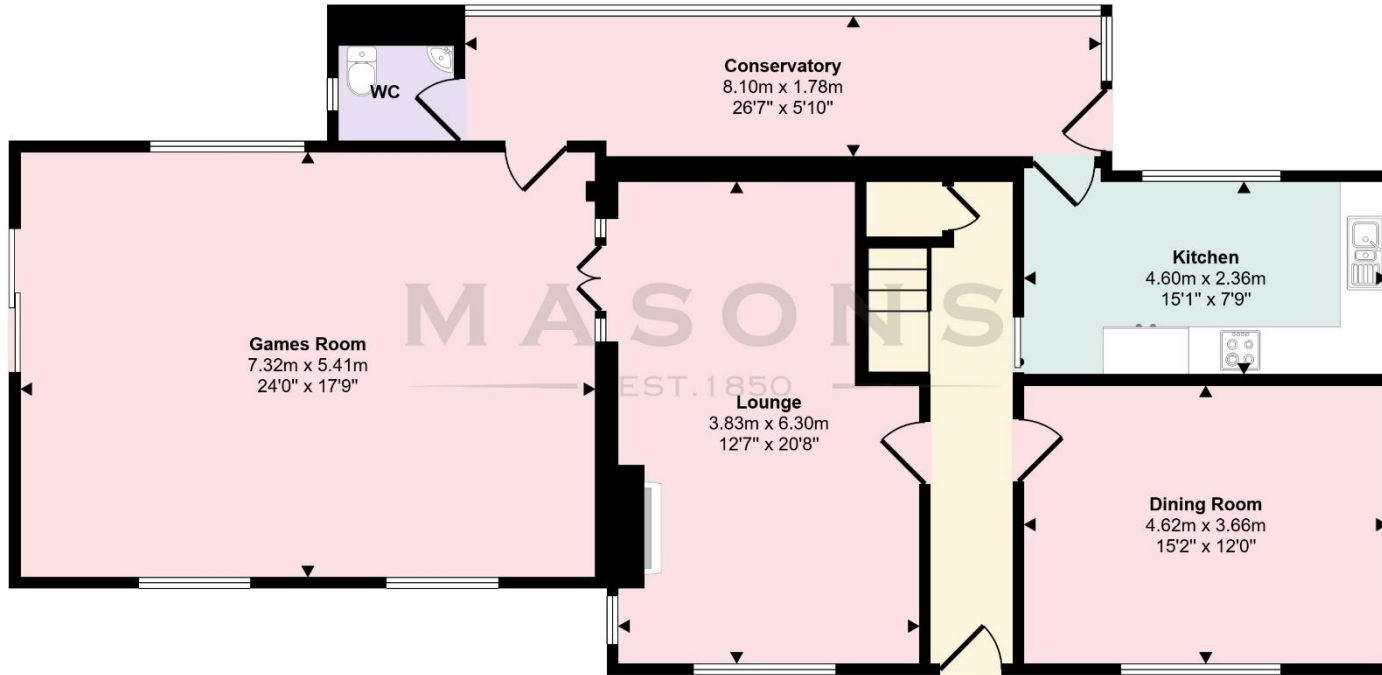 Conservatory
8.10m x 1.78m
26'7" x 5'10"
WC
Kitchen
4.60m x 2.36m
15'1" x 7'9"
MASONS
EST.1850
Games Room
7.32m x 5.41m
24'0" x 17'9"
Lounge
3.83m x 6.30m
12'7" x 20'8"
Dining Room
4.62m x 3.66m
15'2" x 12'0"